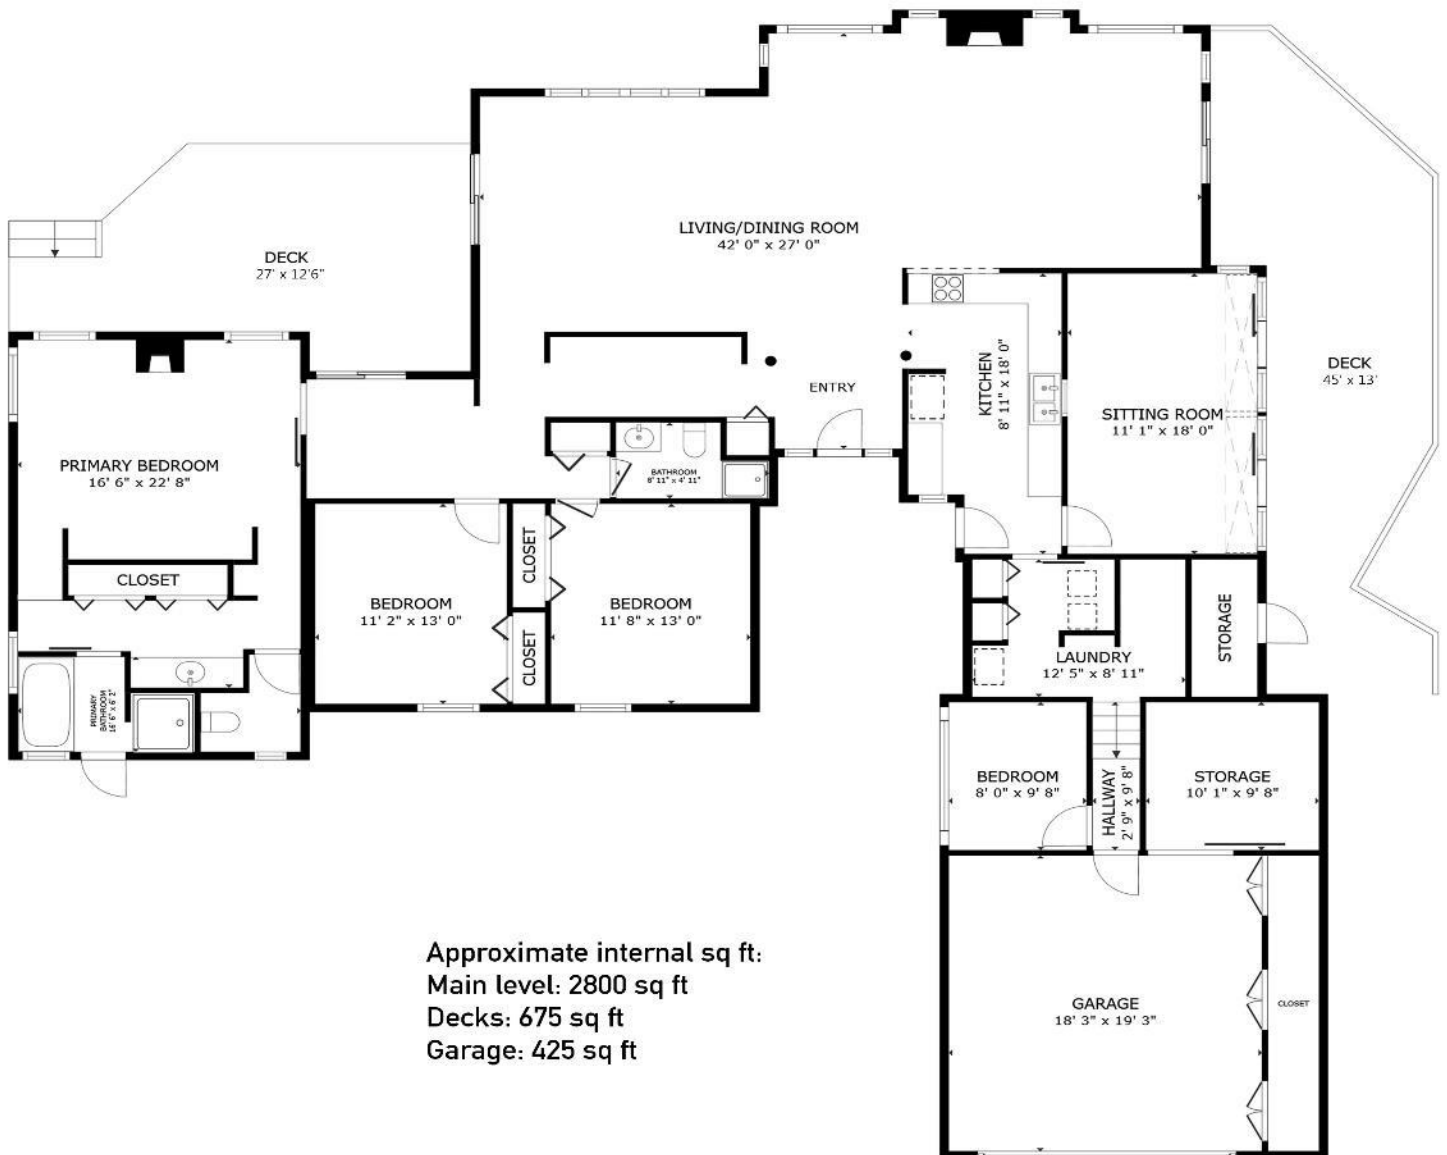 LIVING/DINING ROOM
42' 0" x 27' 0"
DECK
27' x 12'6"
KITCHEN
8' 11" x 18' 0"
ENTRY
SITTING ROOM
11' 1" x 18' 0"
DECK
45' x 13'
PRIMARY BEDROOM
16' 6" x 22' 8"
BATHROOM
8' 11" x 4' 11"
CLOSET
CLOSET
CLOSET
BEDROOM
11' 2" x 13' 0"
BEDROOM
11' 8" x 13' 0"
PRIMARY
BATHROOM
16' 6" x 6' 2"
LAUNDRY
12' 5" x 8' 11"
STORAGE
BEDROOM
8' 0" x 9' 8"
HALLWAY
2' 9" x 9' 8"
STORAGE
10' 1" x 9' 8"
GARAGE
18' 3" x 19' 3"
CLOSET
Approximate internal sq ft:
Main level: 2800 sq ft
Decks: 675 sq ft
Garage: 425 sq ft